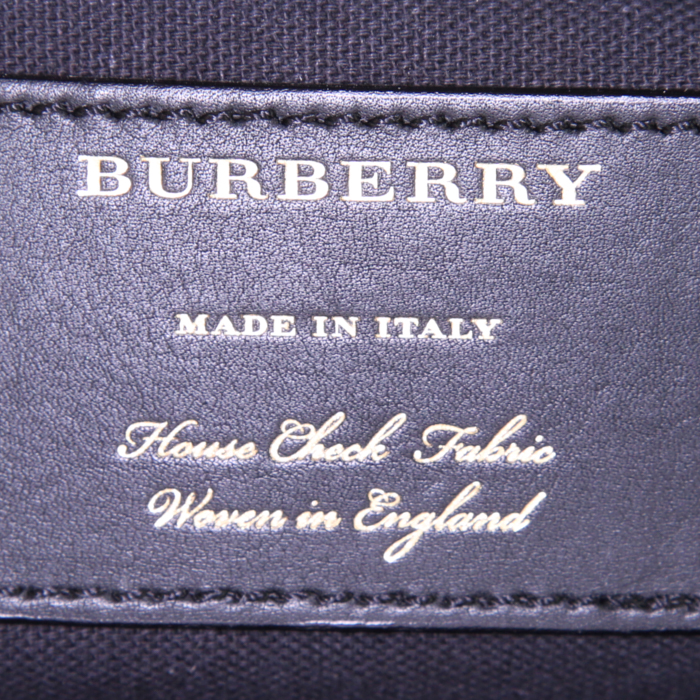 BURBERRY
MADE IN ITALY
House Check Fabric
Woven in England